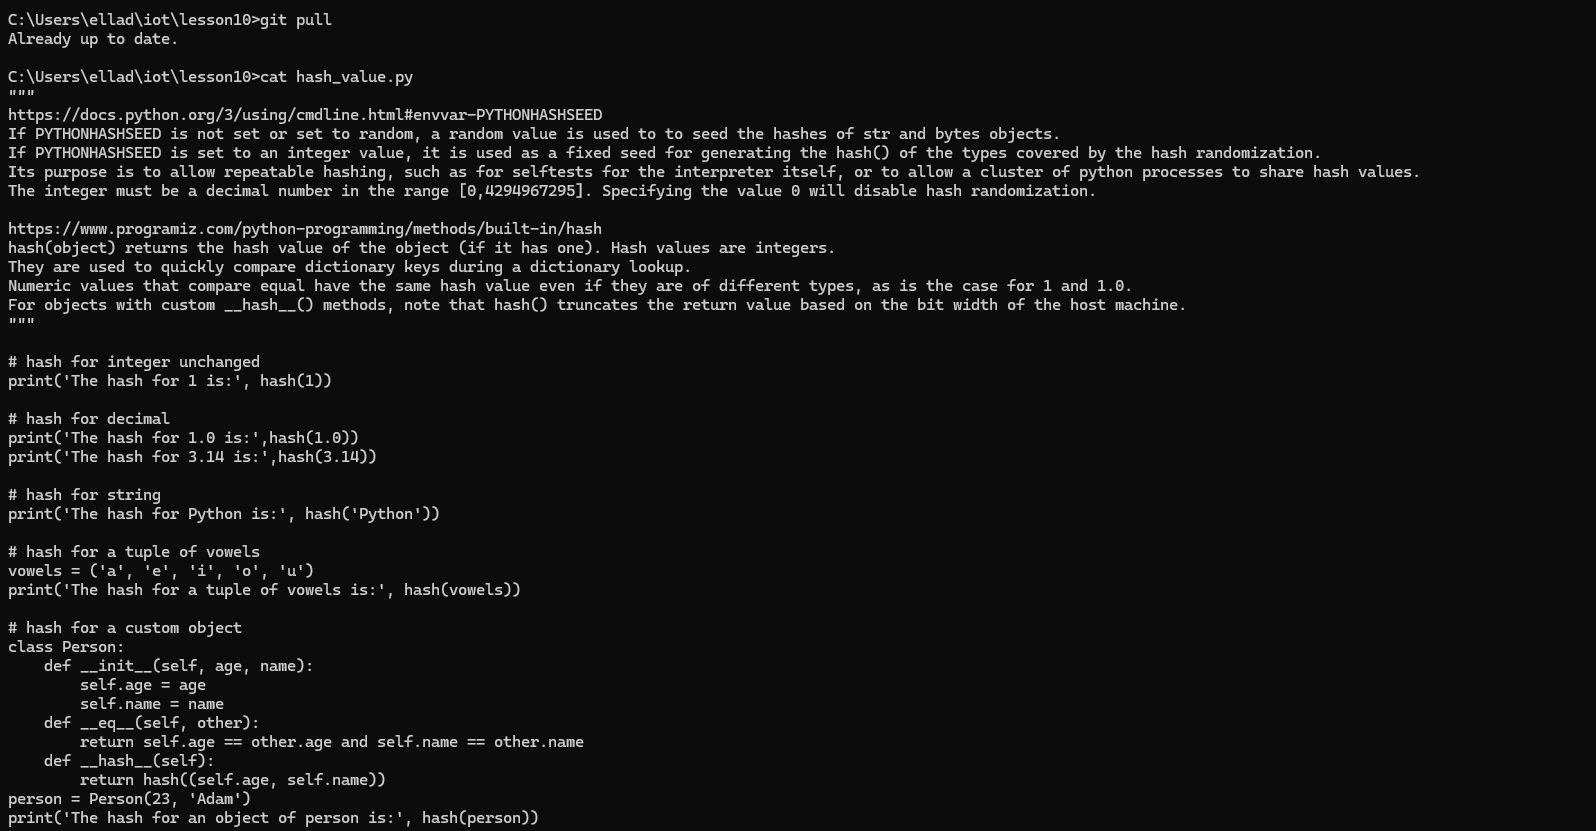 C:\Users\ellad\iot\lesson10>git pull
Already up to date.

C:\Users\ellad\iot\lesson10>cat hash_value.py
"""
https://docs.python.org/3/using/cmdline.html#envvar-PYTHONHASHSEED
If PYTHONHASHSEED is not set or set to random, a random value is used to to seed the hashes of str and bytes objects.
If PYTHONHASHSEED is set to an integer value, it is used as a fixed seed for generating the hash() of the types covered by the hash randomization.
Its purpose is to allow repeatable hashing, such as for selftests for the interpreter itself, or to allow a cluster of python processes to share hash values.
The integer must be a decimal number in the range [0,4294967295]. Specifying the value 0 will disable hash randomization.

https://www.programiz.com/python-programming/methods/built-in/hash
hash(object) returns the hash value of the object (if it has one). Hash values are integers.
They are used to quickly compare dictionary keys during a dictionary lookup.
Numeric values that compare equal have the same hash value even if they are of different types, as is the case for 1 and 1.0.
For objects with custom __hash__() methods, note that hash() truncates the return value based on the bit width of the host machine.
"""

# hash for integer unchanged
print('The hash for 1 is:', hash(1))

# hash for decimal
print('The hash for 1.0 is:',hash(1.0))
print('The hash for 3.14 is:',hash(3.14))

# hash for string
print('The hash for Python is:', hash('Python'))

# hash for a tuple of vowels
vowels = ('a', 'e', 'i', 'o', 'u')
print('The hash for a tuple of vowels is:', hash(vowels))

# hash for a custom object
class Person:
    def __init__(self, age, name):
        self.age = age
        self.name = name
    def __eq__(self, other):
        return self.age == other.age and self.name == other.name
    def __hash__(self):
        return hash((self.age, self.name))
person = Person(23, 'Adam')
print('The hash for an object of person is:', hash(person))